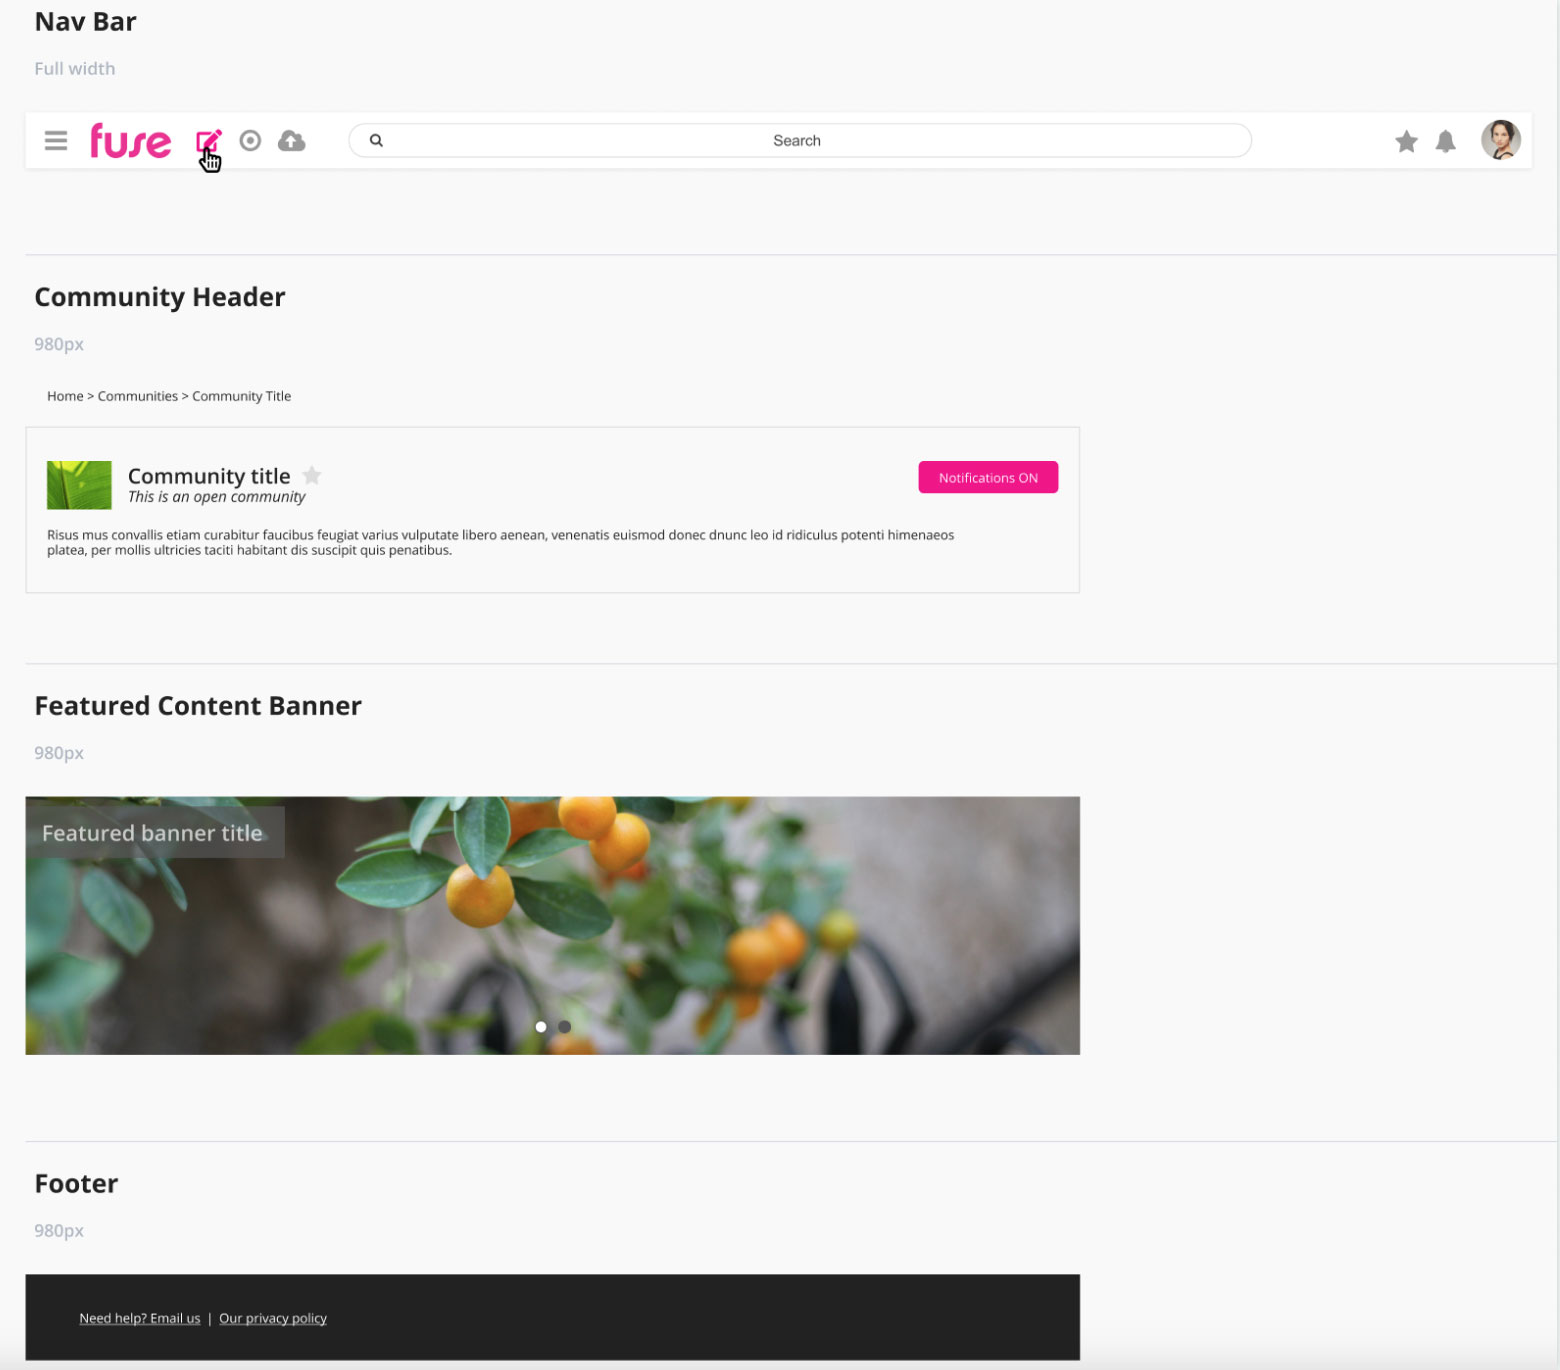 Nav Bar
Full width
fuse
Search
Community Header
980px
Home > Communities > Community Title
Community title
This is an open community
Notifications ON
Risus mus convallis etiam curabitur faucibus feugiat varius vulputate libero aenean, venenatis euismod donec dnunc leo id ridiculus potenti himenaeos
platea, per mollis ultricies taciti habitant dis suscipit quis penatibus.
Featured Content Banner
980px
Featured banner title
Footer
980px
Need help? Email us | Our privacy policy